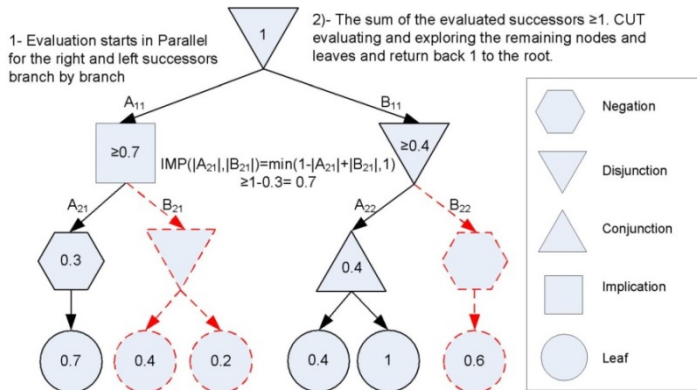 1- Evaluation starts in Parallel
for the right and left successors
branch by branch
1
2)- The sum of the evaluated successors ≥1. CUT
evaluating and exploring the remaining nodes and
leaves and return back 1 to the root.
A11
B11
≥0.7
IMP(|A21|,|B21|)=min(1-|A21|+|B21|,1)
≥1-0.3= 0.7
≥0.4
A21
B21
A22
B22
0.3
0.4
0.7
0.4
0.2
0.4
1
0.6
Negation
Disjunction
Conjunction
Implication
Leaf